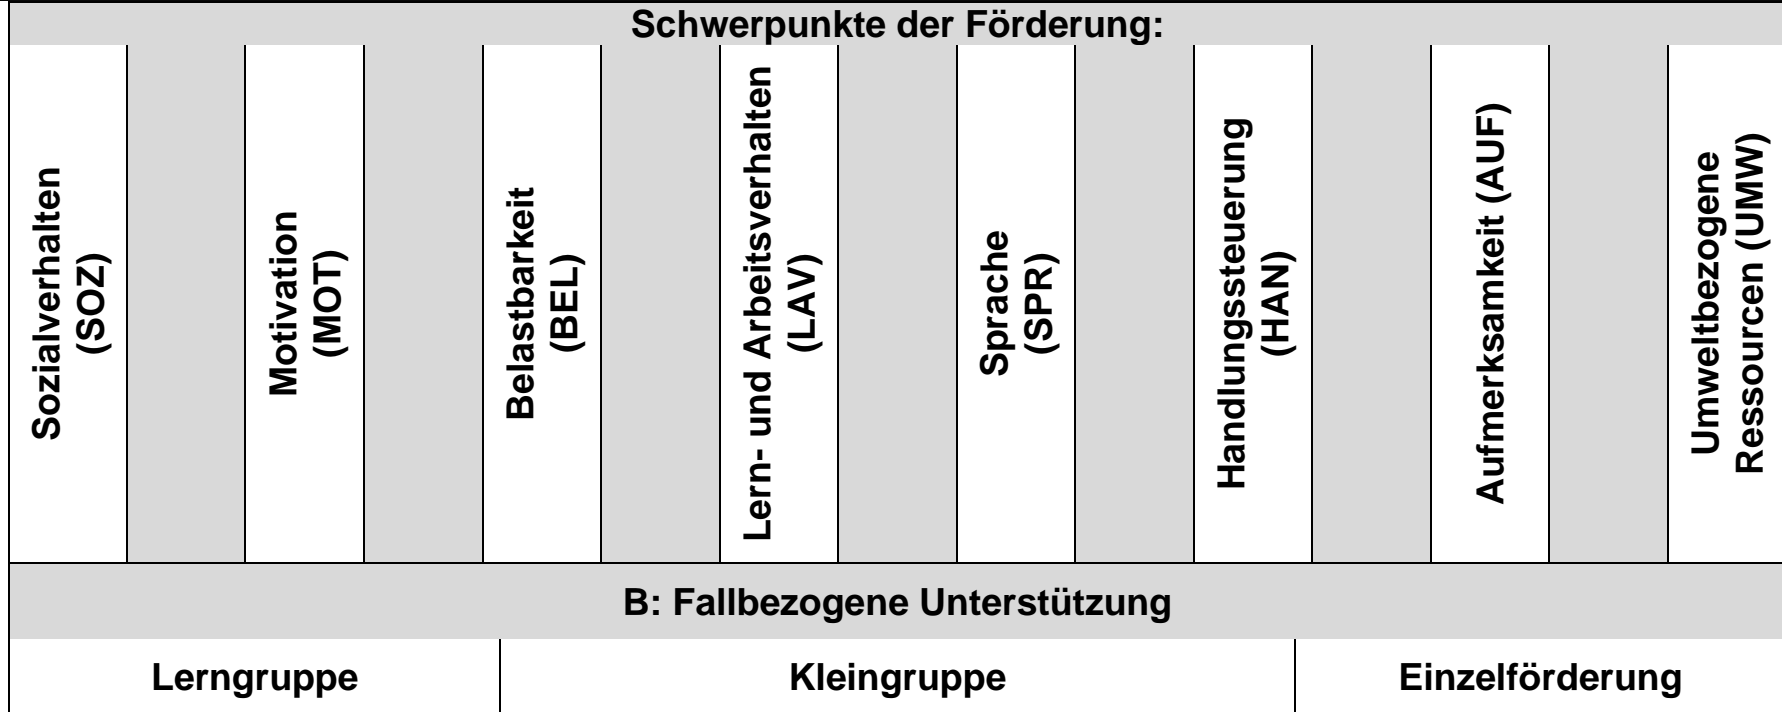 Schwerpunkte der Förderung:
Sozialverhalten
(SOZ)
Motivation
(MOT)
Belastbarkeit
(BEL)
Lern- und Arbeitsverhalten
(LAV)
Sprache
(SPR)
Handlungssteuerung
(HAN)
Aufmerksamkeit (AUF)
Umweltbezogene
Ressourcen (UMW)
B: Fallbezogene Unterstützung
Lerngruppe
Kleingruppe
Einzelförderung